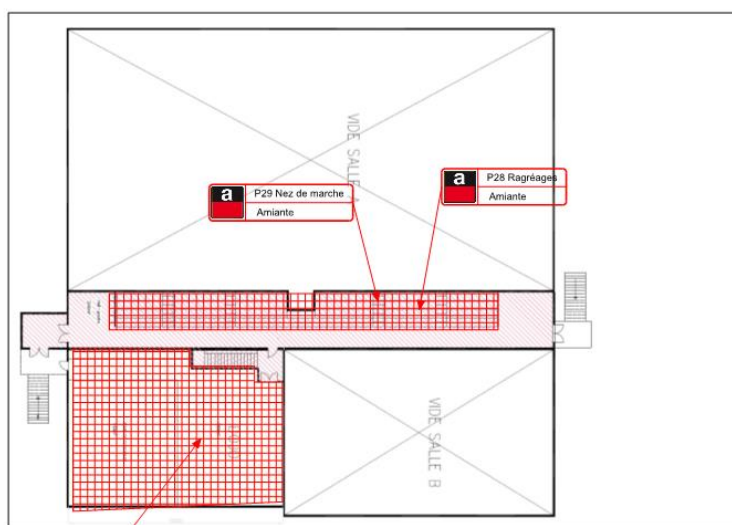 VIDE SALLE A
a
P29 Nez de marche
Amiante
a
P28 Ragréages
Amiante
VIDE SALLE B